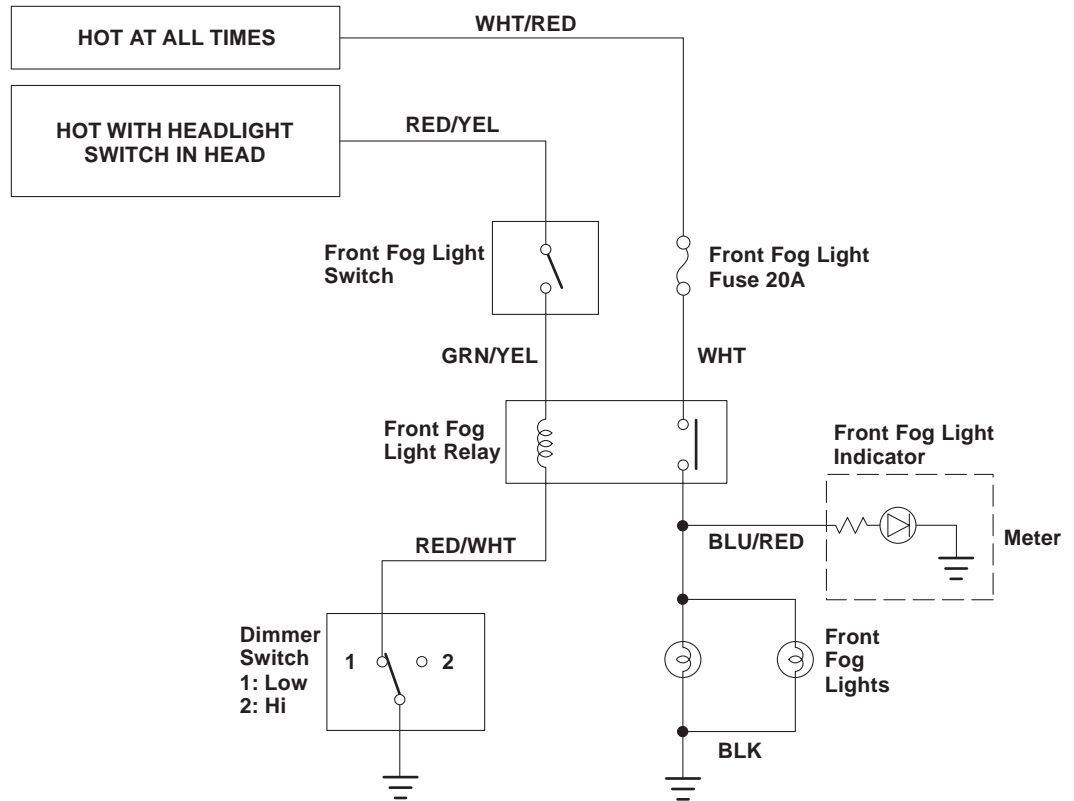 HOT AT ALL TIMES
WHT/RED
HOT WITH HEADLIGHT
SWITCH IN HEAD
RED/YEL
Front Fog Light
Switch
Front Fog Light
Fuse 20A
GRN/YEL
WHT
Front Fog
Light Relay
Front Fog Light
Indicator
RED/WHT
BLU/RED
Meter
Dimmer
Switch
1: Low
2: Hi
1
2
Front
Fog
Lights
BLK